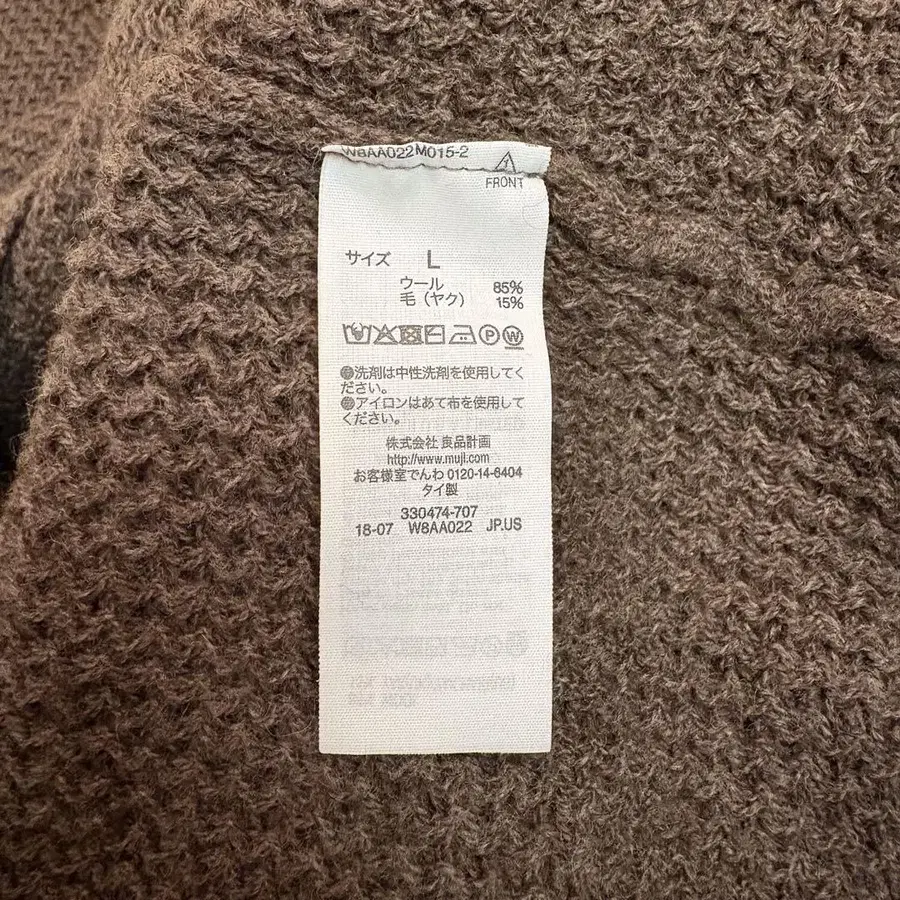 W8AA022M015-2
FRONT
サイズ L
ウール 85%
毛（ヤク） 15%
P W
●洗剤は中性洗剤を使用してく
ださい。
●アイロンはあて布を使用して
ください。
株式会社 良品計画
http://www.muji.com
お客様室でんわ 0120-14-6404
タイ製
330474-707
18-07 W8AA022 JP.US